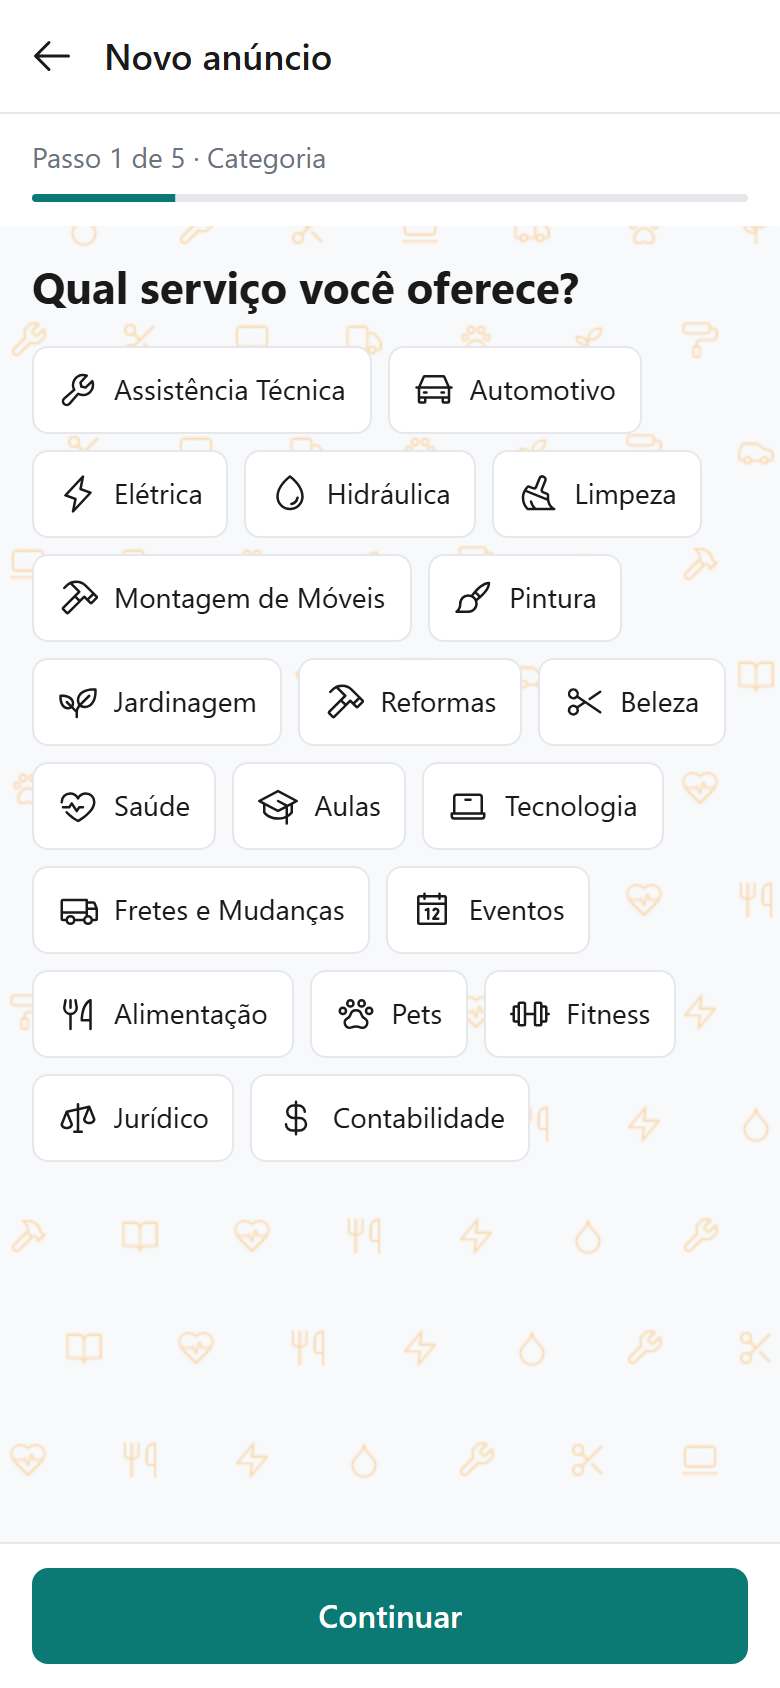 Novo anúncio
Passo 1 de 5 · Categoria
Qual serviço você oferece?
Assistência Técnica
Automotivo
Elétrica
Hidráulica
Limpeza
Montagem de Móveis
Pintura
Jardinagem
Reformas
Beleza
Saúde
Aulas
Tecnologia
Fretes e Mudanças
12
Eventos
Alimentação
Pets
Fitness
Jurídico
$
Contabilidade
Continuar